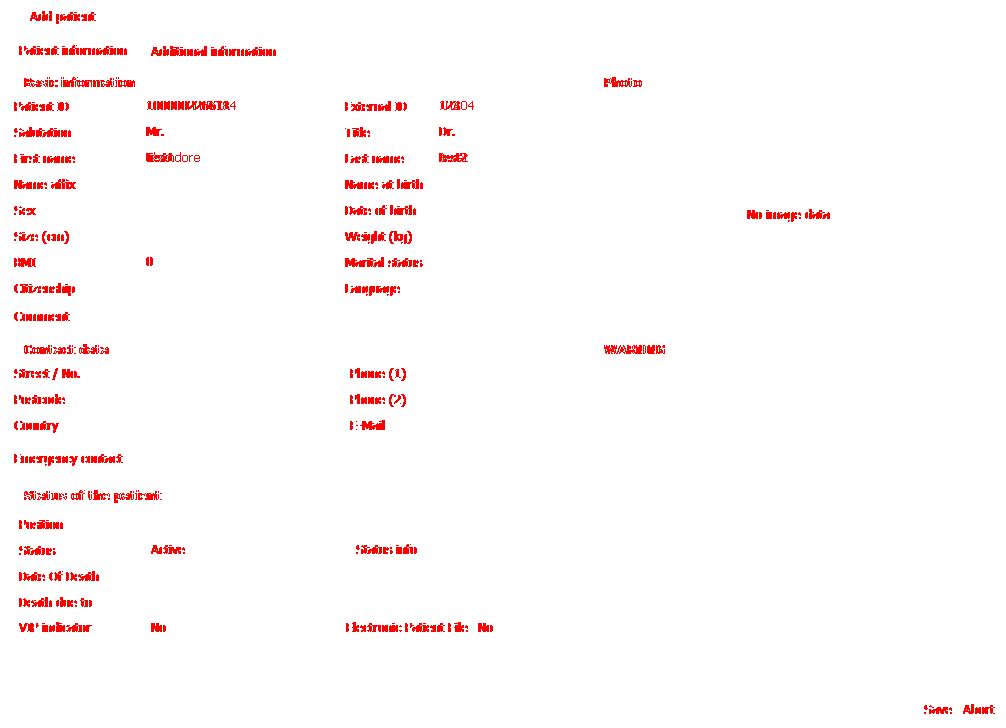 Add patient
Patient information Additional information
Basic information Photo
Patient ID External ID
Salutation Mr. Title Dr.
First name Last name
Name affix Name at birth
Sex Date of birth No image data
Size (cm) Weight (kg)
BMI 0 Marital status
Citizenship Language
Comment
Contact data WARNING
Street / No. Phone (1)
Postcode Phone (2)
Country E-Mail
Emergency contact
Status of the patient
Position
Status Active Status info
Date Of Death
Death due to
VIP indicator No Electronic Patient File No
Save Abort